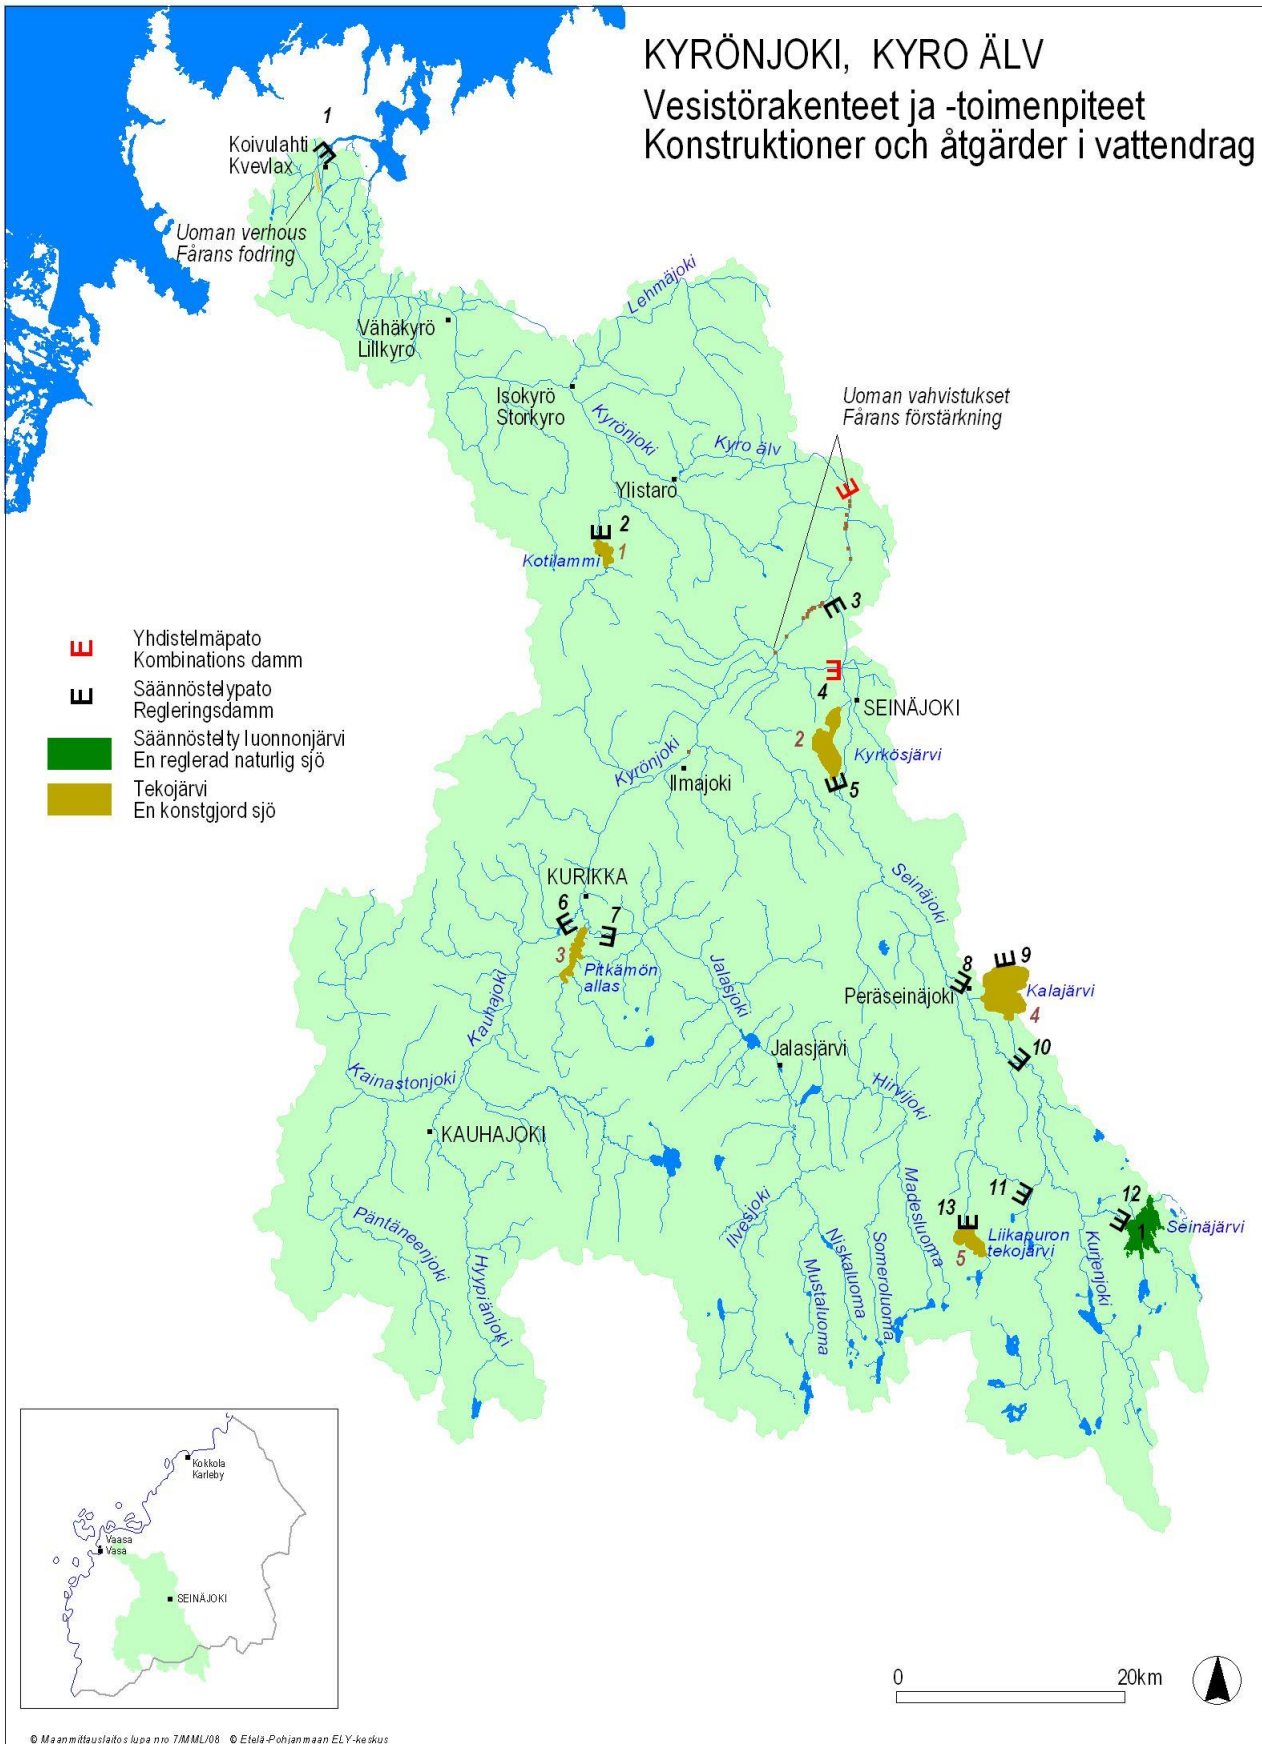 KYRÖNJOKI, KYRO ÄLV
Vesistörakenteet ja -toimenpiteet
Konstruktioner och åtgärder i vattendrag
1
Koivulahti
Kvevlax
E
Uoman verhous
Fårans fodring
Lehmäjoki
Vähäkyrö
Lillkyro
Isokyrö
Storkyro
Uoman vahvistukset
Fårans förstärkning
Kyrönjoki
Kyro älv
Ylistaro
E
E
2
1
Kotilammi
E
3
E
4
SEINÄJOKI
2
Kyrkösjärvi
E
5
E
Yhdistelmäpato
Kombinations damm
E
Säännöstelypato
Regleringsdamm
Säännöstelty luonnonjärvi
En reglerad naturlig sjö
Tekojärvi
En konstgjord sjö
Kyrönjoki
Ilmajoki
KURIKKA
Seinäjoki
6
E
7
E
3
Pitkämön
allas
Kauhajoki
Jalasjoki
8
E
E
9
Peräseinäjoki
Kalajärvi
4
E
10
Jalasjärvi
Kainastonjoki
Hirvijoki
KAUHAJOKI
Päntäneenjoki
Hyypiänjoki
Ilvesjoki
Mustaluoma
Niskaluoma
Someroluoma
Madesluoma
11
E
13
E
Liikapuron
tekojärvi
5
Kurjenjoki
12
E
1
Seinäjärvi
Kokkola
Karleby
Vaasa
Vasa
SEINÄJOKI
0
20km
© Maanmittauslaitos lupa nro 7/MML/08 © Etelä-Pohjanmaan ELY-keskus